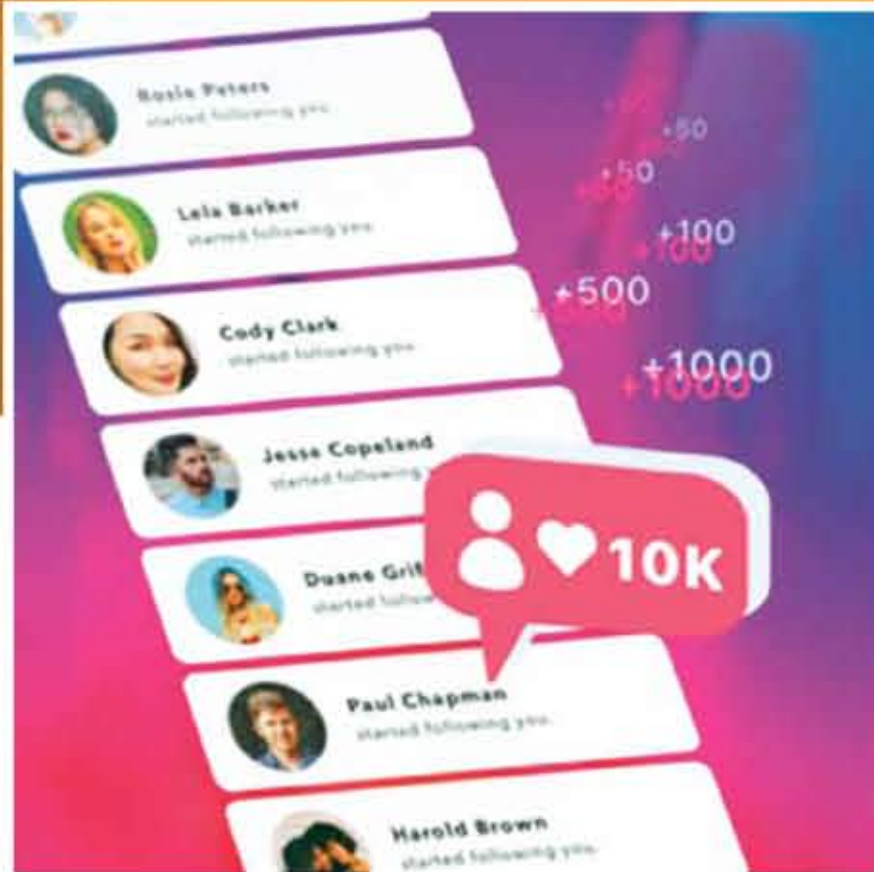 Rosie Peters
started following you.
Lela Barker
started following you.
Cody Clark
started following you.
Jesse Copeland
started following
Duane Grif
started follow
Paul Chapman
started following you.
Harold Brown
started following you.
+50
+50
+100
+500
+1000
10K